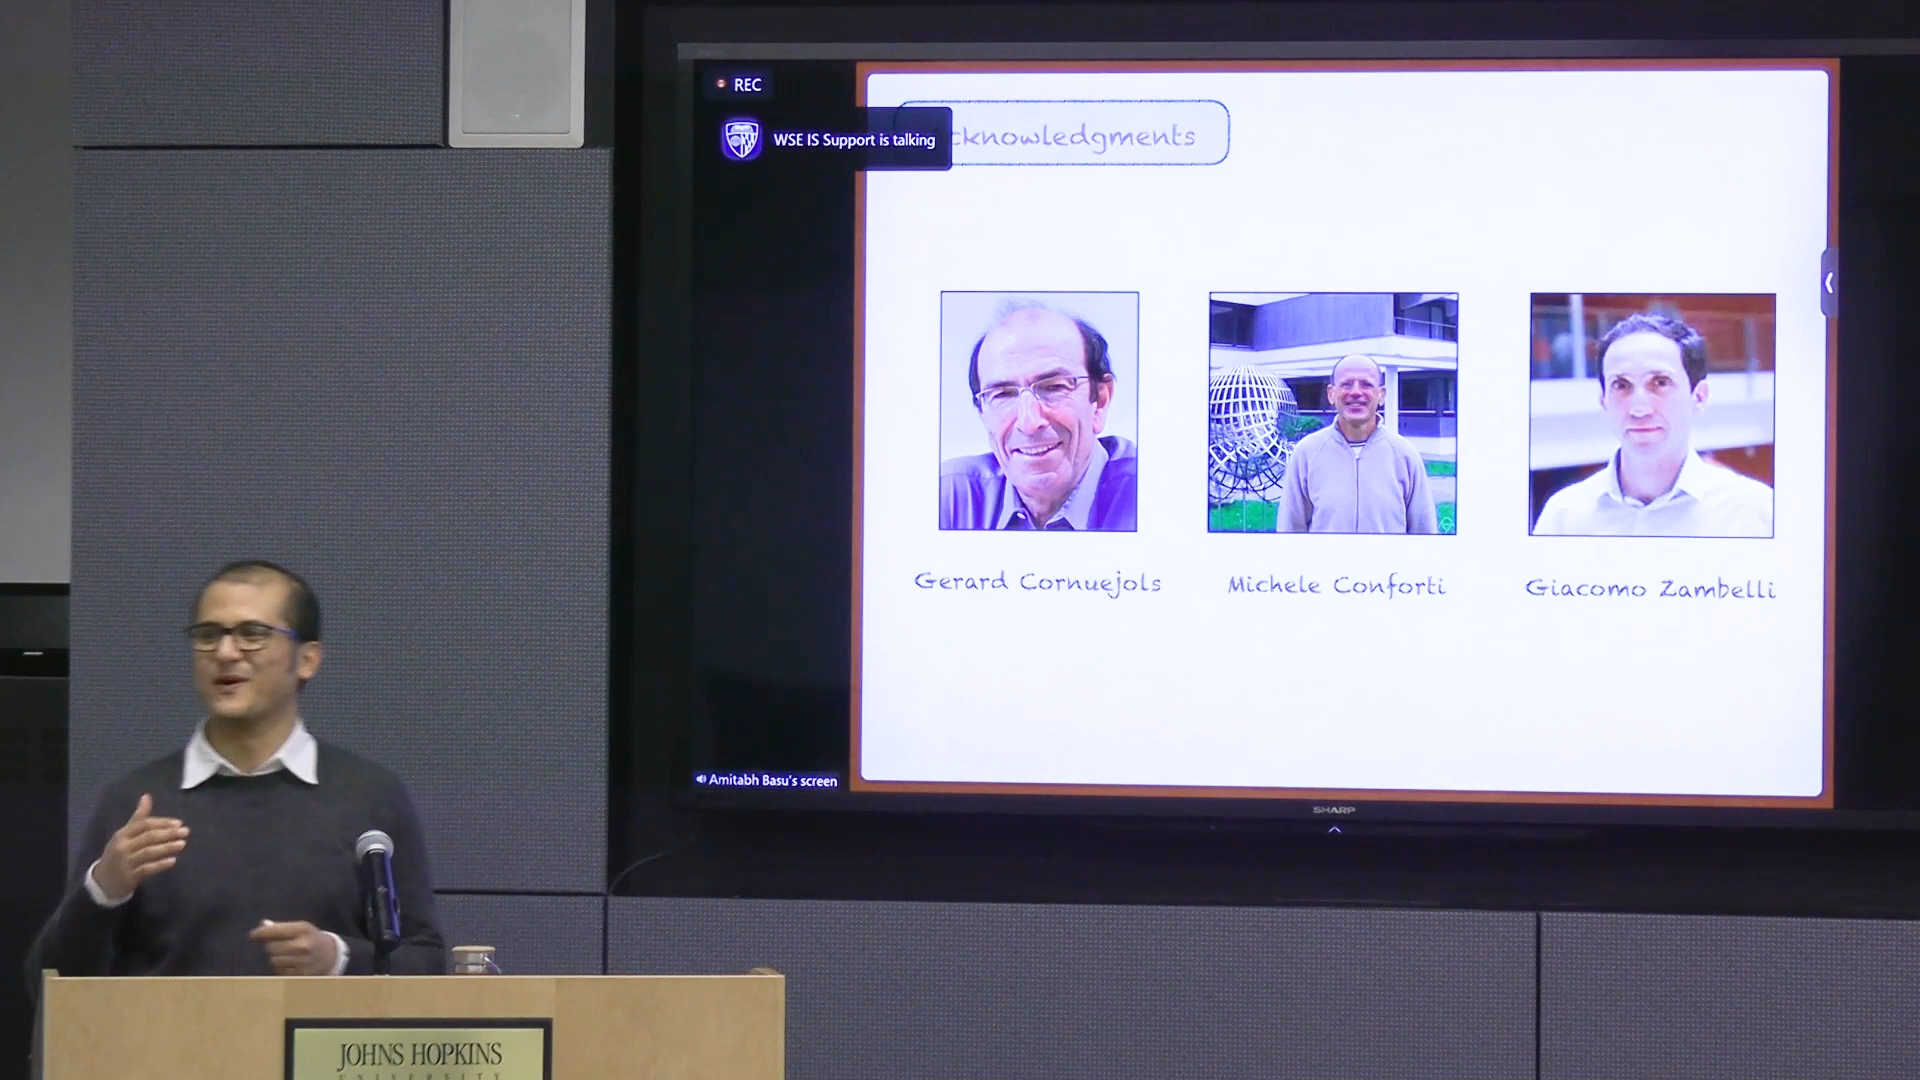 REC
WSE IS Support is talking
cknowledgments
Gerard Cornuejols
Michele Conforti
Giacomo Zambelli
Amitabh Basu's screen
SHARP
JOHNS HOPKINS
UNIVERSITY